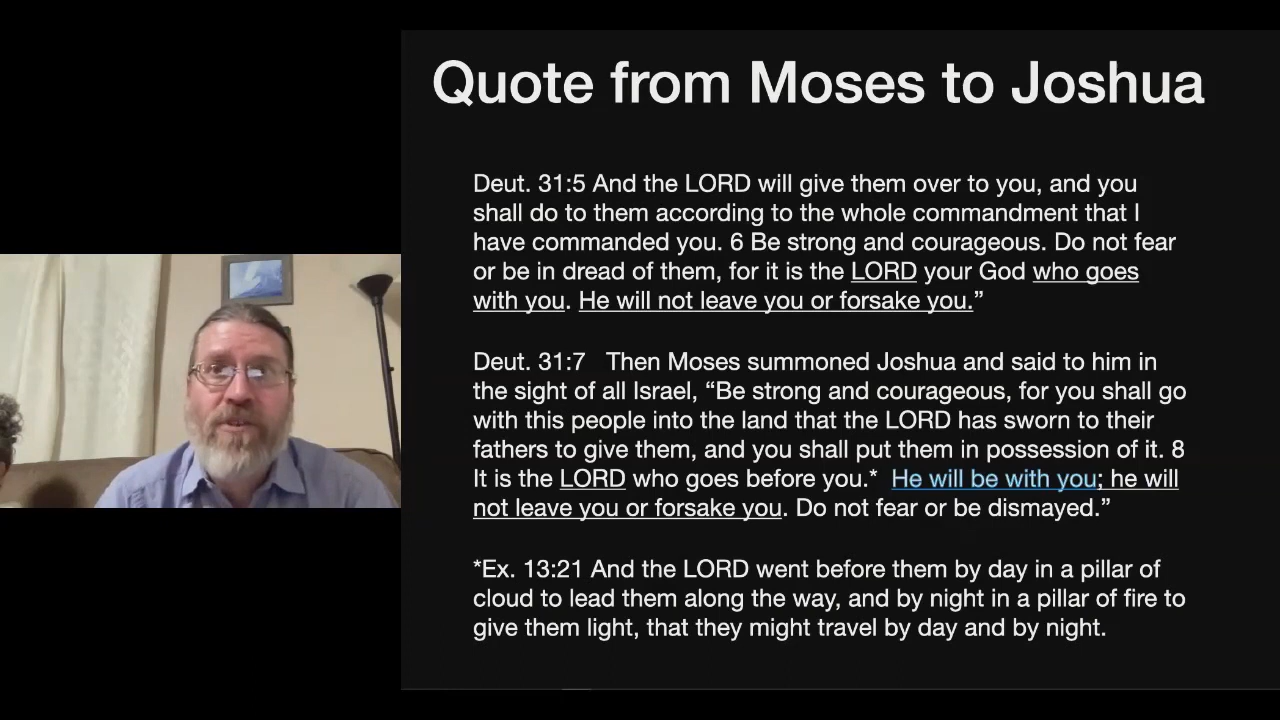 Quote from Moses to Joshua
Deut. 31:5 And the LORD will give them over to you, and you
shall do to them according to the whole commandment that I
have commanded you. 6 Be strong and courageous. Do not fear
or be in dread of them, for it is the LORD your God who goes
with you. He will not leave you or forsake you.”
Deut. 31:7 Then Moses summoned Joshua and said to him in
the sight of all Israel, “Be strong and courageous, for you shall go
with this people into the land that the LORD has sworn to their
fathers to give them, and you shall put them in possession of it. 8
It is the LORD who goes before you.* He will be with you; he will
not leave you or forsake you. Do not fear or be dismayed.”
*Ex. 13:21 And the LORD went before them by day in a pillar of
cloud to lead them along the way, and by night in a pillar of fire to
give them light, that they might travel by day and by night.